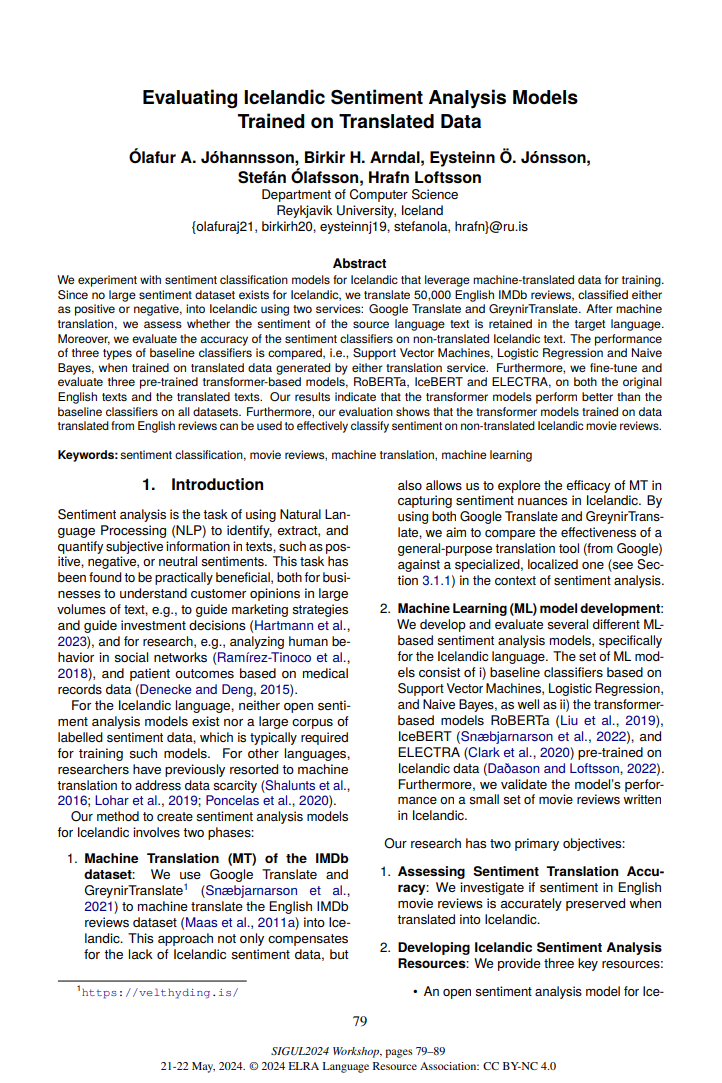 Evaluating Icelandic Sentiment Analysis Models
Trained on Translated Data
Ólafur A. Jóhannsson, Birkir H. Arndal, Eysteinn Ö. Jónsson,
Stefán Ólafsson, Hrafn Loftsson
Department of Computer Science
Reykjavik University, Iceland
{olafuraj21, birkirh20, eysteinnj19, stefanola, hrafn}@ru.is
Abstract
We experiment with sentiment classification models for Icelandic that leverage machine-translated data for training.
Since no large sentiment dataset exists for Icelandic, we translate 50,000 English IMDb reviews, classified either
as positive or negative, into Icelandic using two services: Google Translate and GreynirTranslate. After machine
translation, we assess whether the sentiment of the source language text is retained in the target language.
Moreover, we evaluate the accuracy of the sentiment classifiers on non-translated Icelandic text. The performance
of three types of baseline classifiers is compared, i.e., Support Vector Machines, Logistic Regression and Naive
Bayes, when trained on translated data generated by either translation service. Furthermore, we fine-tune and
evaluate three pre-trained transformer-based models, RoBERTa, IceBERT and ELECTRA, on both the original
English texts and the translated texts. Our results indicate that the transformer models perform better than the
baseline classifiers on all datasets. Furthermore, our evaluation shows that the transformer models trained on data
translated from English reviews can be used to effectively classify sentiment on non-translated Icelandic movie reviews.
Keywords: sentiment classification, movie reviews, machine translation, machine learning
1. Introduction
Sentiment analysis is the task of using Natural Lan-
guage Processing (NLP) to identify, extract, and
quantify subjective information in texts, such as pos-
itive, negative, or neutral sentiments. This task has
been found to be practically beneficial, both for busi-
nesses to understand customer opinions in large
volumes of text, e.g., to guide marketing strategies
and guide investment decisions (Hartmann et al.,
2023), and for research, e.g., analyzing human be-
havior in social networks (Ramírez-Tinoco et al.,
2018), and patient outcomes based on medical
records data (Denecke and Deng, 2015).
For the Icelandic language, neither open senti-
ment analysis models exist nor a large corpus of
labelled sentiment data, which is typically required
for training such models. For other languages,
researchers have previously resorted to machine
translation to address data scarcity (Shalunts et al.,
2016; Lohar et al., 2019; Poncelas et al., 2020).
Our method to create sentiment analysis models
for Icelandic involves two phases:
1. Machine Translation (MT) of the IMDb
dataset: We use Google Translate and
GreynirTranslate1 (Snæbjarnarson et al.,
2021) to machine translate the English IMDb
reviews dataset (Maas et al., 2011a) into Ice-
landic. This approach not only compensates
for the lack of Icelandic sentiment data, but
1https://velthyding.is/
also allows us to explore the efficacy of MT in
capturing sentiment nuances in Icelandic. By
using both Google Translate and GreynirTrans-
late, we aim to compare the effectiveness of a
general-purpose translation tool (from Google)
against a specialized, localized one (see Sec-
tion 3.1.1) in the context of sentiment analysis.
2. Machine Learning (ML) model development:
We develop and evaluate several different ML-
based sentiment analysis models, specifically
for the Icelandic language. The set of ML mod-
els consist of i) baseline classifiers based on
Support Vector Machines, Logistic Regression,
and Naive Bayes, as well as ii) the transformer-
based models RoBERTa (Liu et al., 2019),
IceBERT (Snæbjarnarson et al., 2022), and
ELECTRA (Clark et al., 2020) pre-trained on
Icelandic data (Daðason and Loftsson, 2022).
Furthermore, we validate the model's perfor-
mance on a small set of movie reviews written
in Icelandic.
Our research has two primary objectives:
1. Assessing Sentiment Translation Accu-
racy: We investigate if sentiment in English
movie reviews is accurately preserved when
translated into Icelandic.
2. Developing Icelandic Sentiment Analysis
Resources: We provide three key resources:
• An open sentiment analysis model for Ice-
79
SIGUL2024 Workshop, pages 79–89
21-22 May, 2024. © 2024 ELRA Language Resource Association: CC BY-NC 4.0